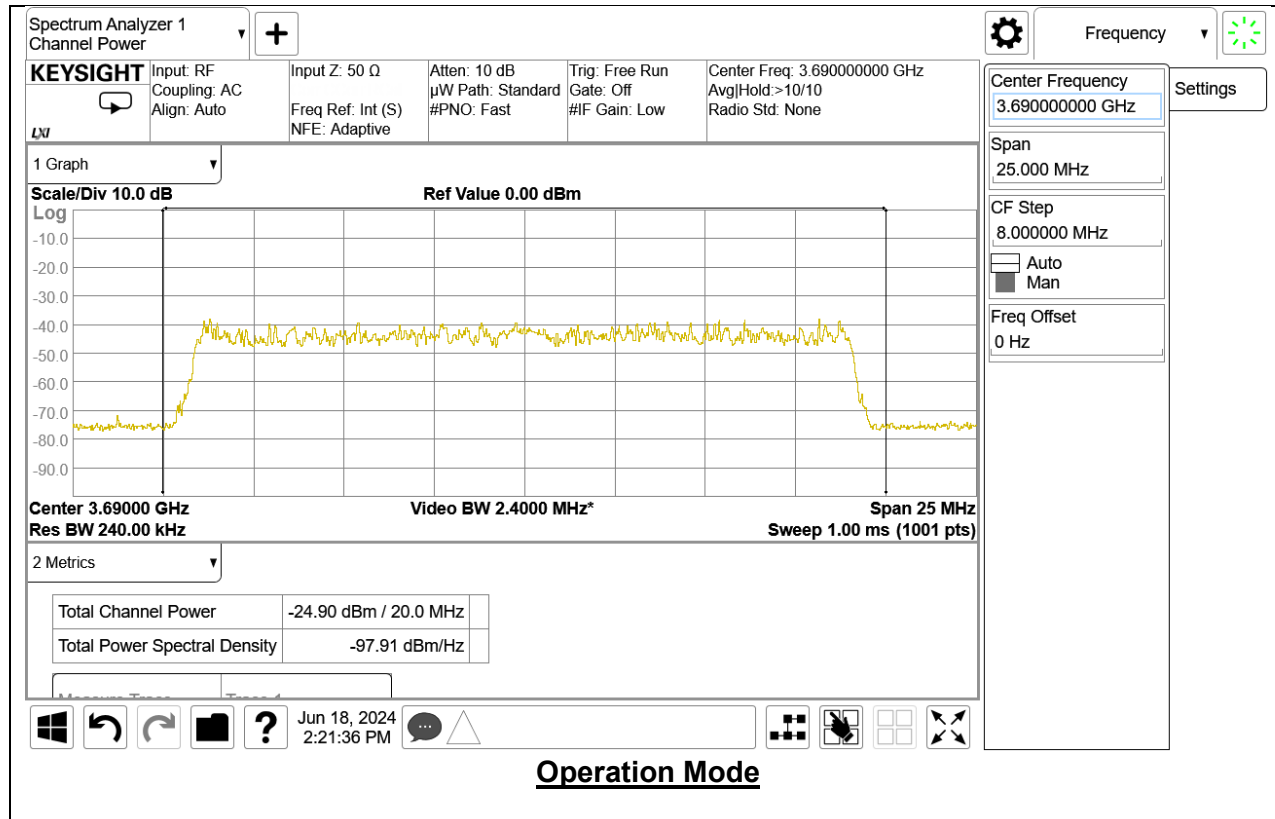 Spectrum Analyzer 1
Channel Power
Frequency
KEYSIGHT
LXI
Input: RF
Coupling: AC
Align: Auto
Input Z: 50 Ω
Freq Ref: Int (S)
NFE: Adaptive
Atten: 10 dB
µW Path: Standard
#PNO: Fast
Trig: Free Run
Gate: Off
#IF Gain: Low
Center Freq: 3.690000000 GHz
Avg|Hold:>10/10
Radio Std: None
Center Frequency
3.690000000 GHz
Settings
Span
25.000 MHz
CF Step
8.000000 MHz
Auto
Man
Freq Offset
0 Hz
1 Graph
Scale/Div 10.0 dB
Ref Value 0.00 dBm
Log
-10.0
-20.0
-30.0
-40.0
-50.0
-60.0
-70.0
-80.0
-90.0
Center 3.69000 GHz
Video BW 2.4000 MHz*
Span 25 MHz
Res BW 240.00 kHz
Sweep 1.00 ms (1001 pts)
2 Metrics
Total Channel Power -24.90 dBm / 20.0 MHz
Total Power Spectral Density -97.91 dBm/Hz
Measure Trace Trace 1
?
Jun 18, 2024
2:21:36 PM
Operation Mode